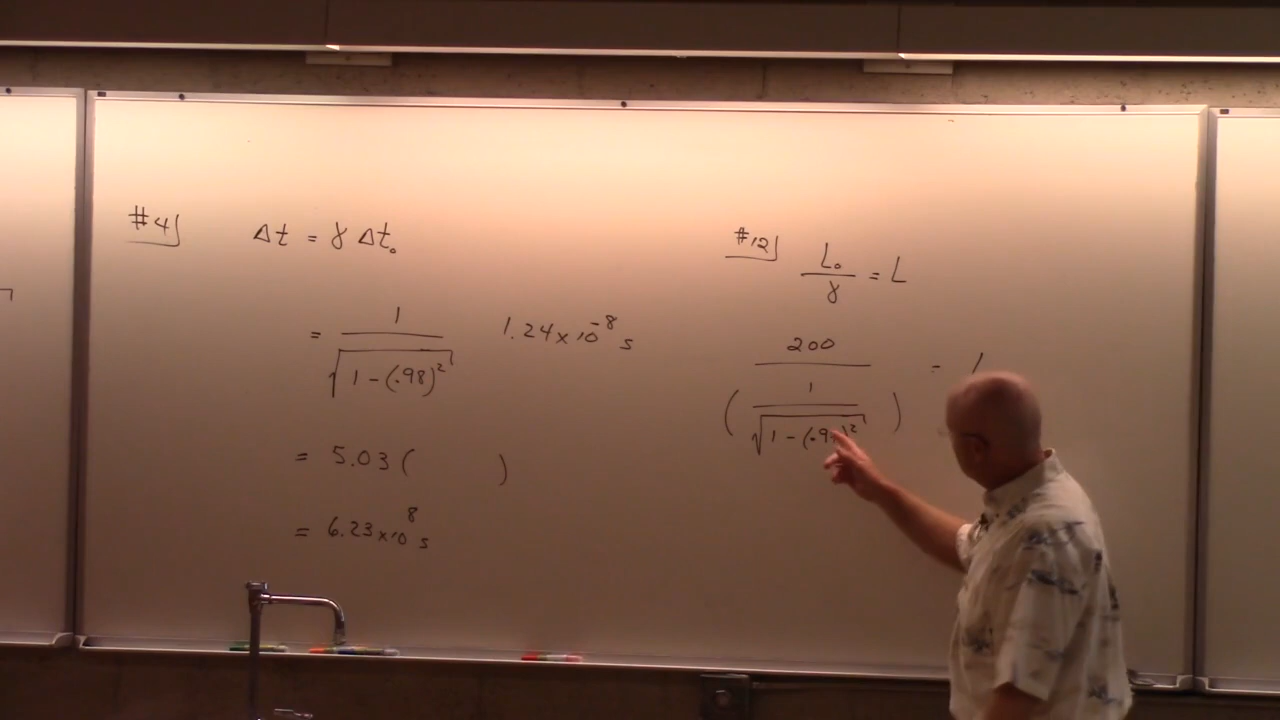 #4
Δt = γ Δt₀
= 1 / √(1 - (.98)²) 1.24 × 10⁻⁸ s
= 5.03 ( )
= 6.23 × 10⁸ s
#12
L₀ / γ = L
200 / ( 1 / √(1 - (.9 )²) ) =